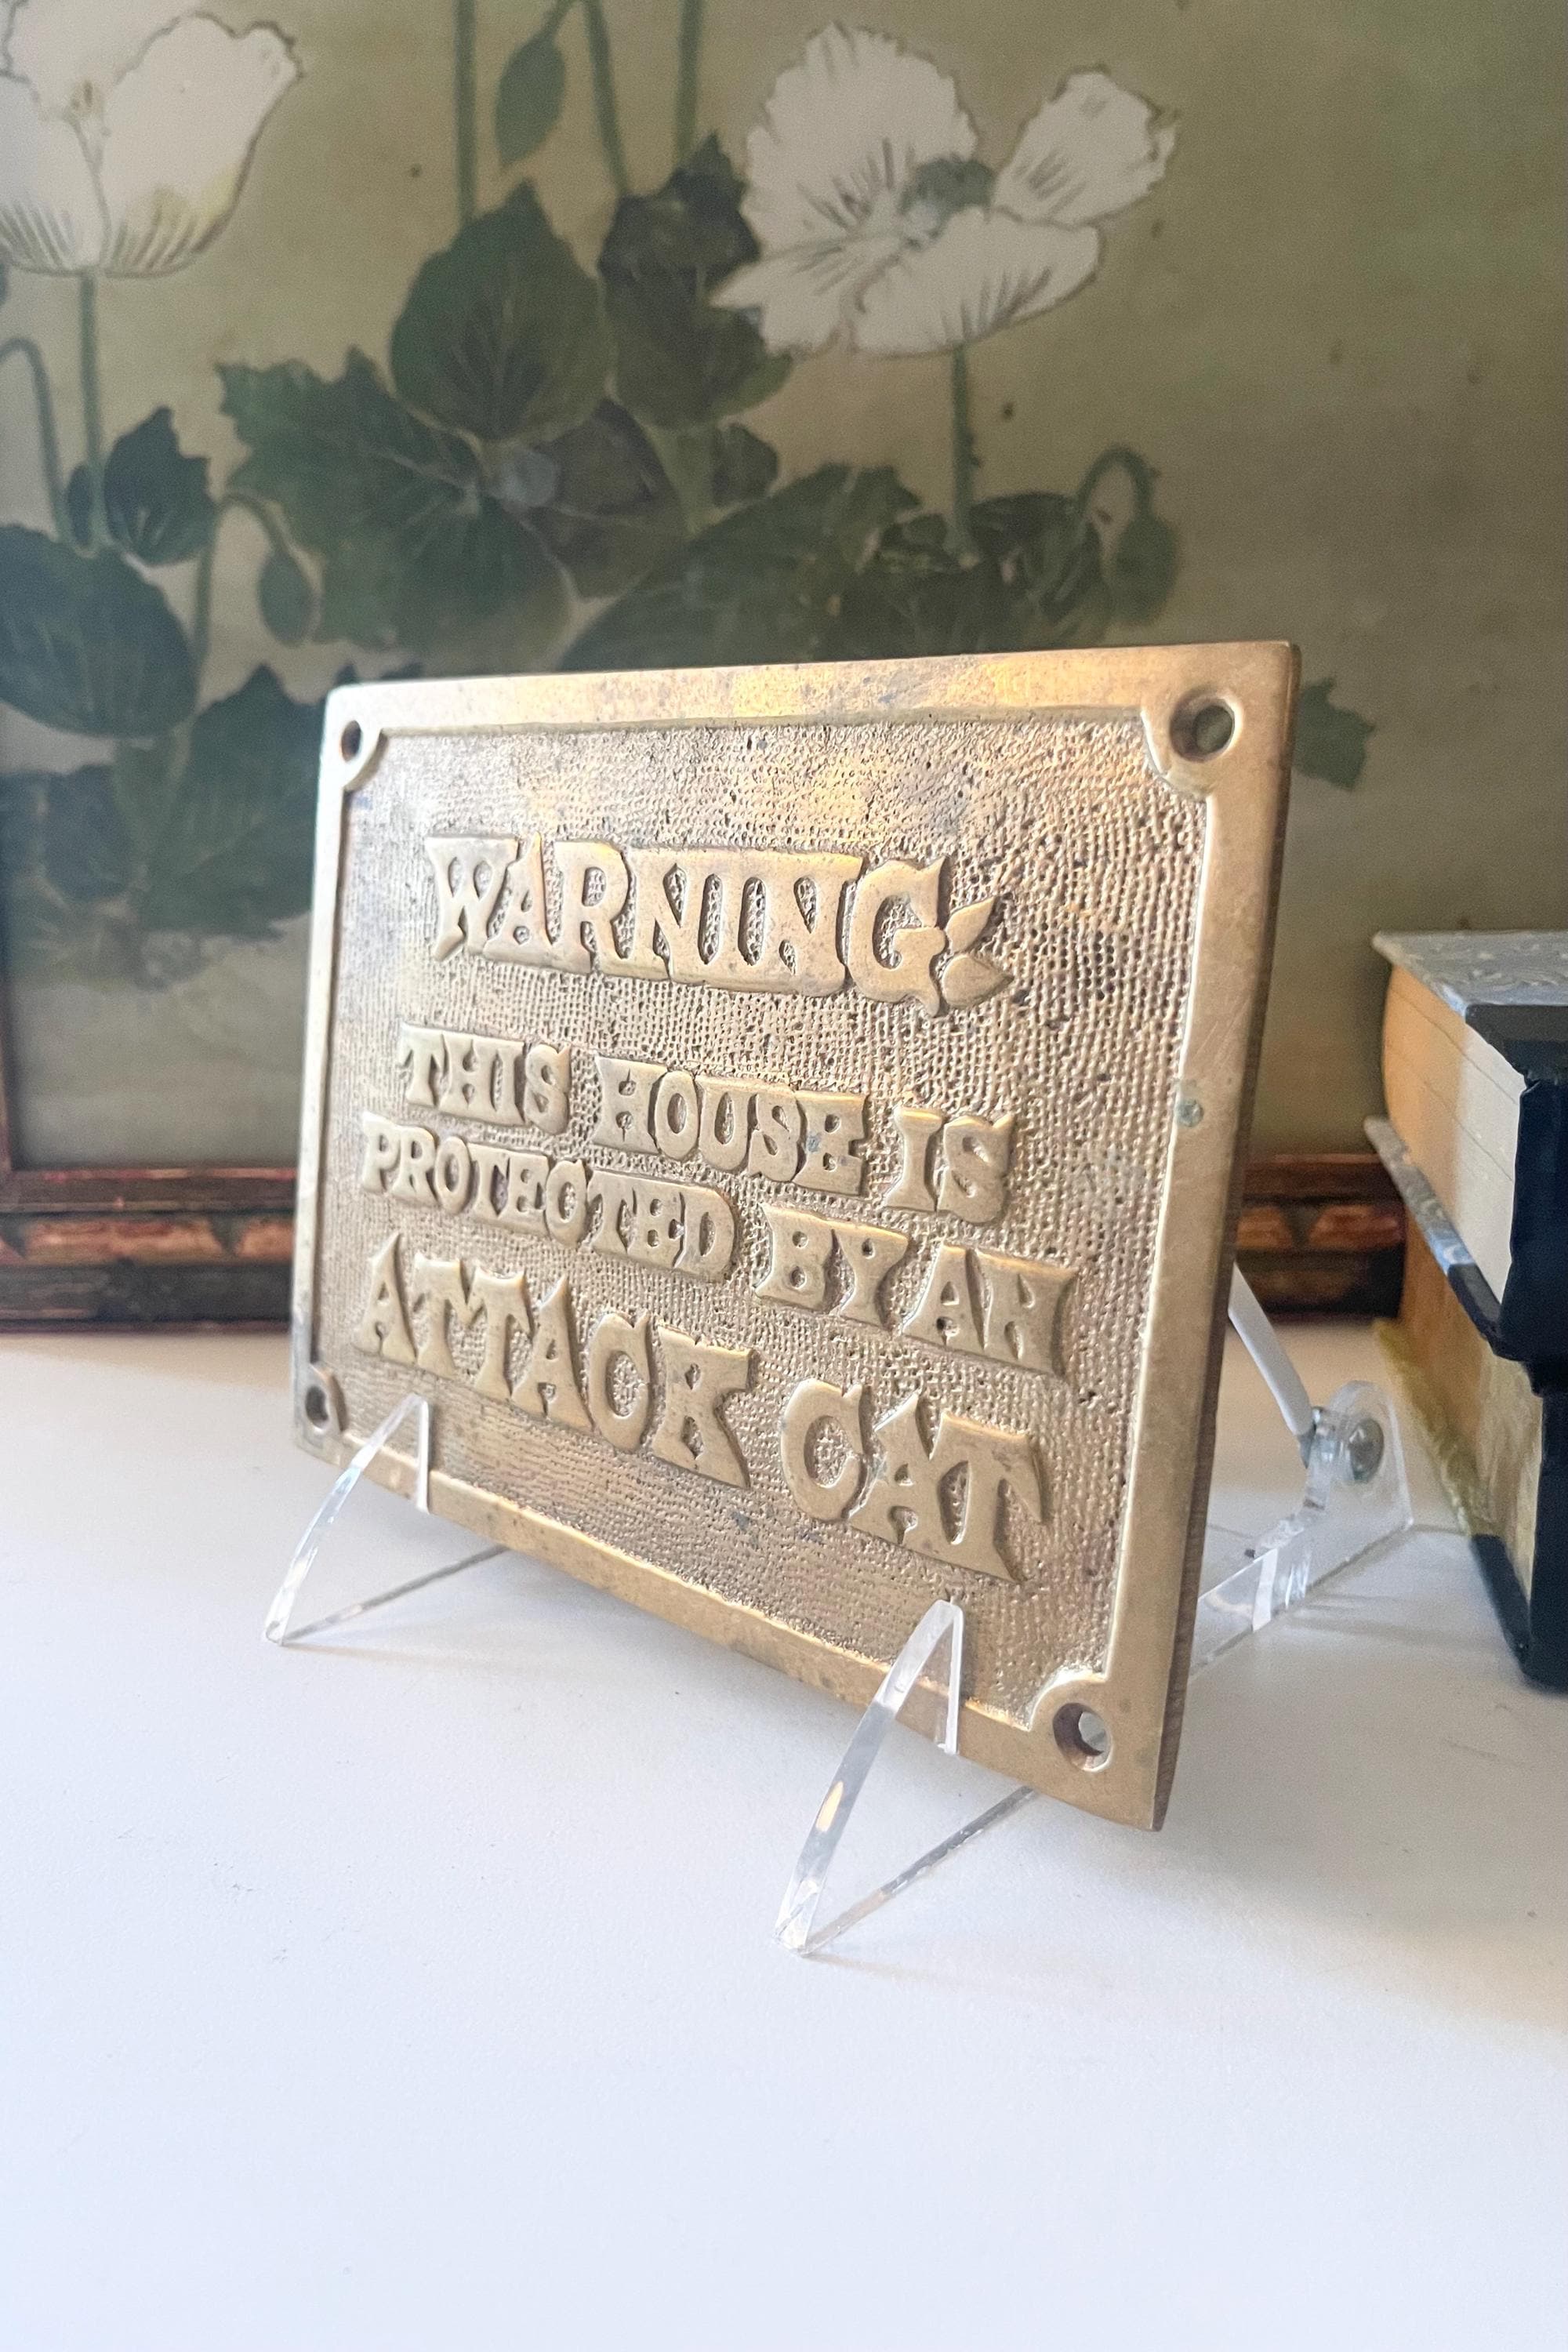 WARNING!
THIS HOUSE IS
PROTECTED BY AN
ATTACK CAT